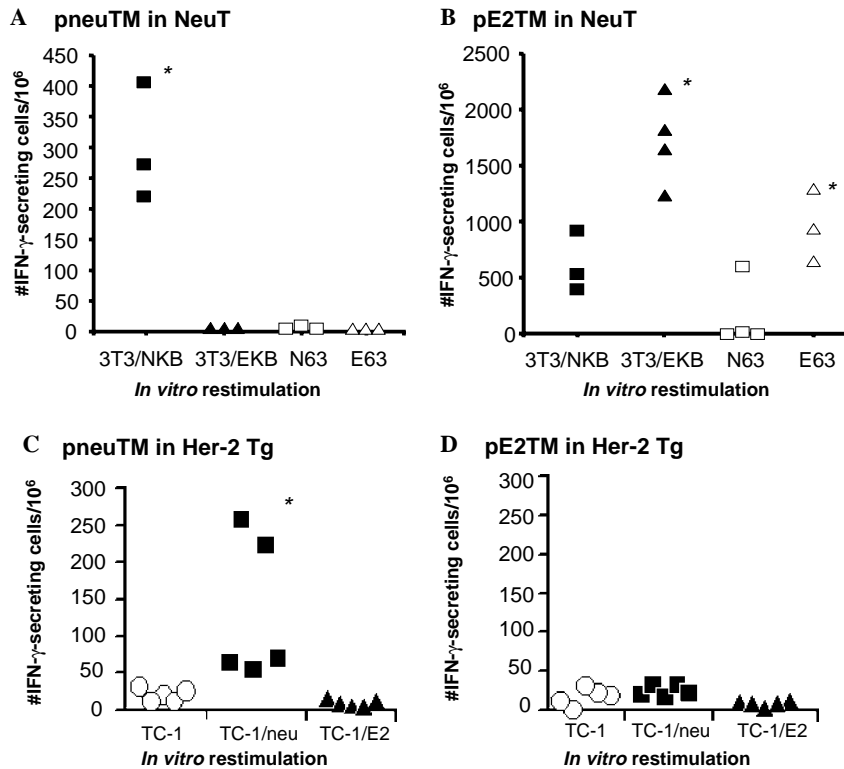 A pneuTM in NeuT
#IFN-γ-secreting cells/10⁶
450
400
350
300
250
200
150
100
50
0
*
3T3/NKB 3T3/EKB N63 E63
In vitro restimulation
B pE2TM in NeuT
#IFN-γ-secreting cells/10⁶
2500
2000
1500
1000
500
0
*
*
3T3/NKB 3T3/EKB N63 E63
In vitro restimulation
C pneuTM in Her-2 Tg
#IFN-γ-secreting cells/10⁶
300
250
200
150
100
50
0
*
TC-1 TC-1/neu TC-1/E2
In vitro restimulation
D pE2TM in Her-2 Tg
#IFN-γ-secreting cells/10⁶
300
250
200
150
100
50
0
TC-1 TC-1/neu TC-1/E2
In vitro restimulation